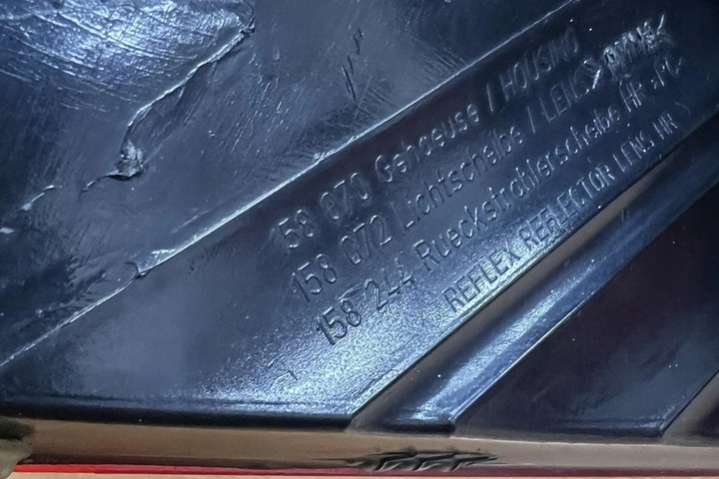 158 070 Gehaeuse / HOUSING
158 072 Lichtscheibe / LENS
158 244 Rueckstrahlerscheibe
REFLEX REFLECTOR LENS